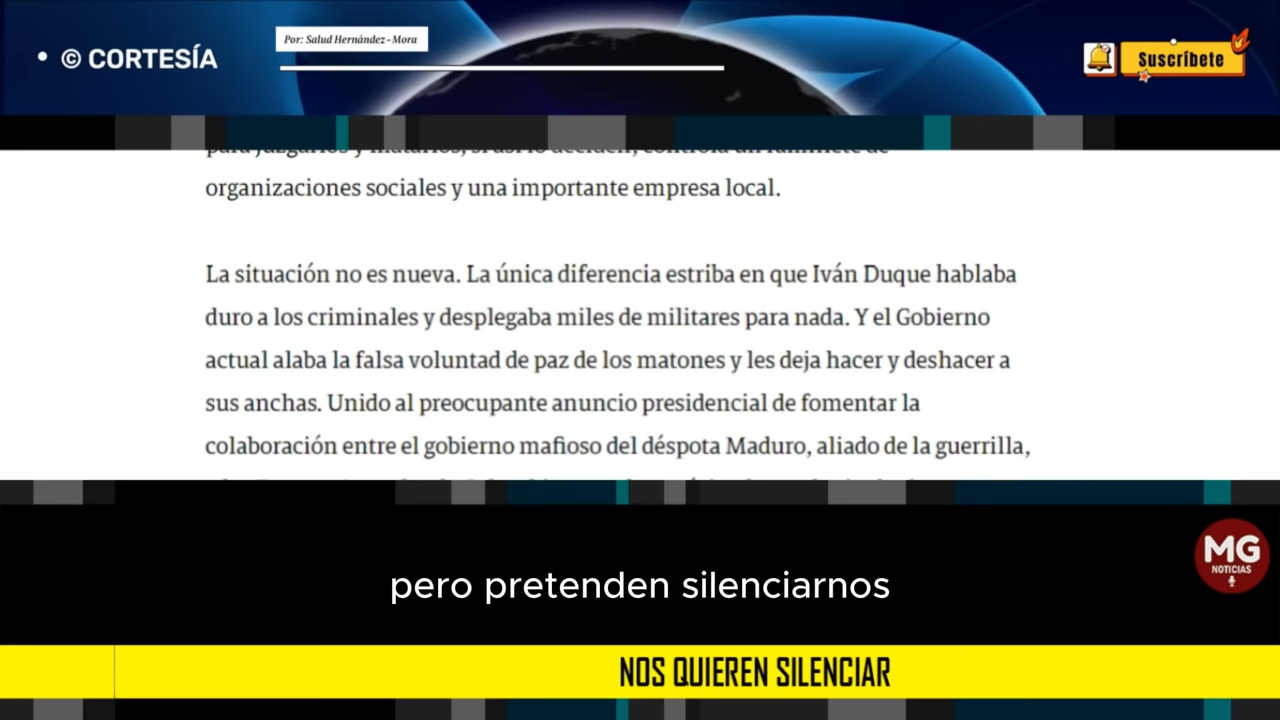 • © CORTESÍA
Por: Salud Hernández-Mora
Suscríbete
organizaciones sociales y una importante empresa local.
La situación no es nueva. La única diferencia estriba en que Iván Duque hablaba
duro a los criminales y desplegaba miles de militares para nada. Y el Gobierno
actual alaba la falsa voluntad de paz de los matones y les deja hacer y deshacer a
sus anchas. Unido al preocupante anuncio presidencial de fomentar la
colaboración entre el gobierno mafioso del déspota Maduro, aliado de la guerrilla,
pero pretenden silenciarnos
MG
NOTICIAS
NOS QUIEREN SILENCIAR